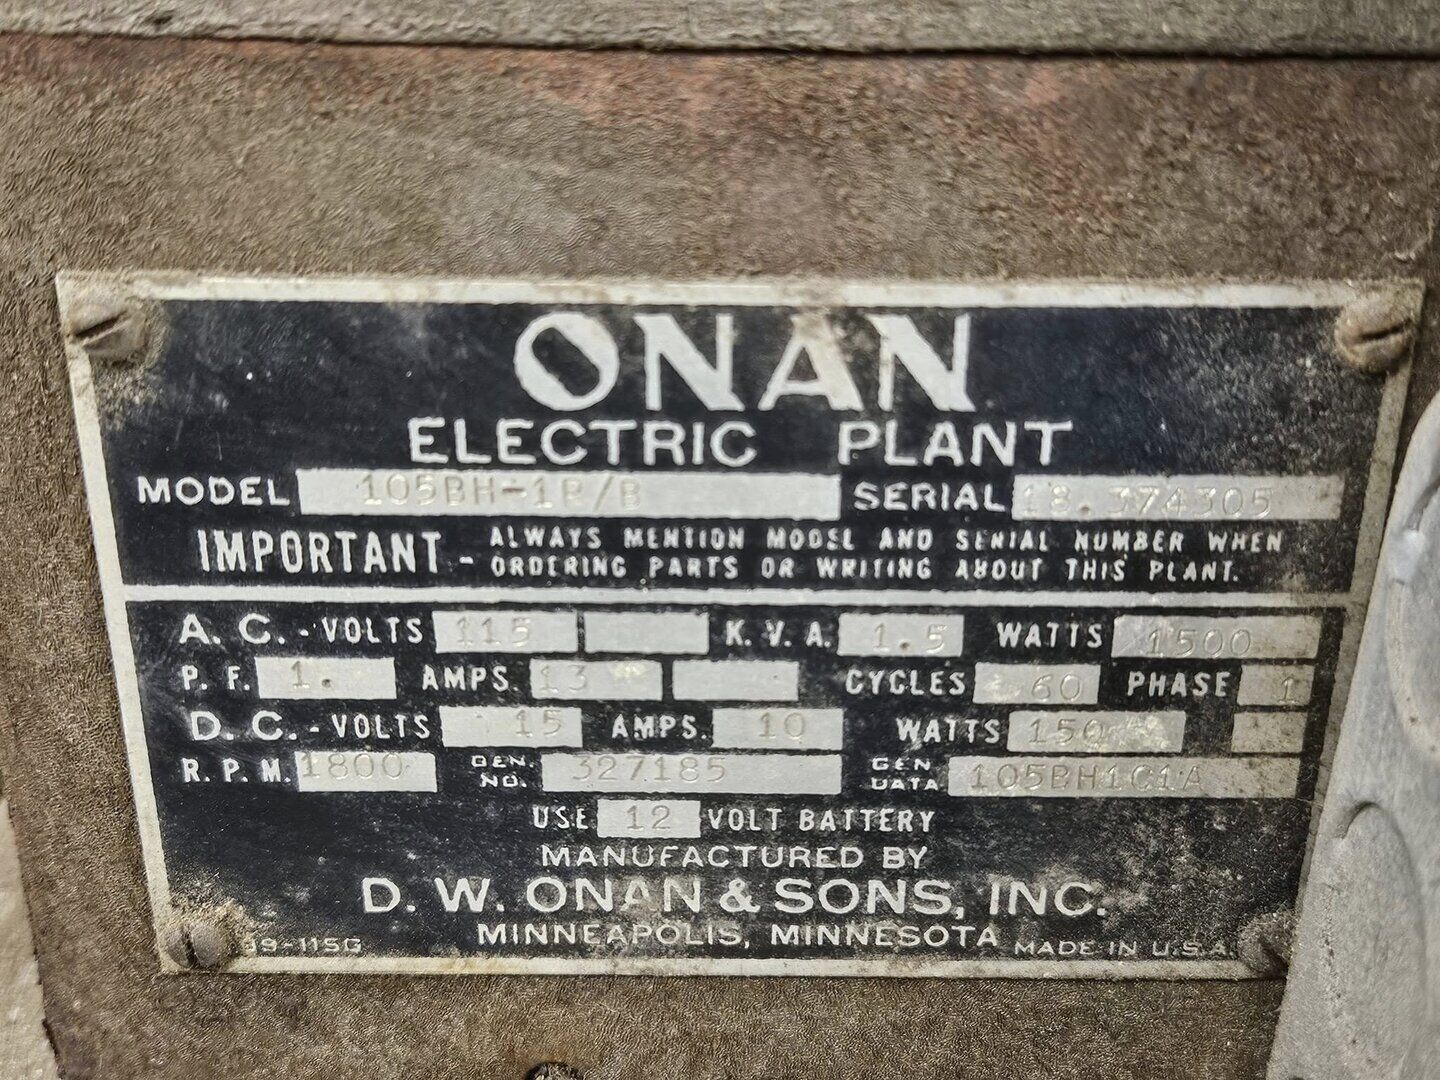 ONAN
ELECTRIC PLANT
MODEL 105BH-1R/B SERIAL 18.374305
IMPORTANT - ALWAYS MENTION MODEL AND SERIAL NUMBER WHEN
ORDERING PARTS OR WRITING ABOUT THIS PLANT.
A. C. - VOLTS 115 K. V. A. 1.5 WATTS 1500
P. F. 1. AMPS. 13 CYCLES 60 PHASE 1
D. C. - VOLTS 15 AMPS. 10 WATTS 150
R. P. M. 1800 GEN. NO. 327185 GEN DATA 105BH1C1A
USE 12 VOLT BATTERY
MANUFACTURED BY
D. W. ONAN & SONS, INC.
MINNEAPOLIS, MINNESOTA MADE IN U.S.A.